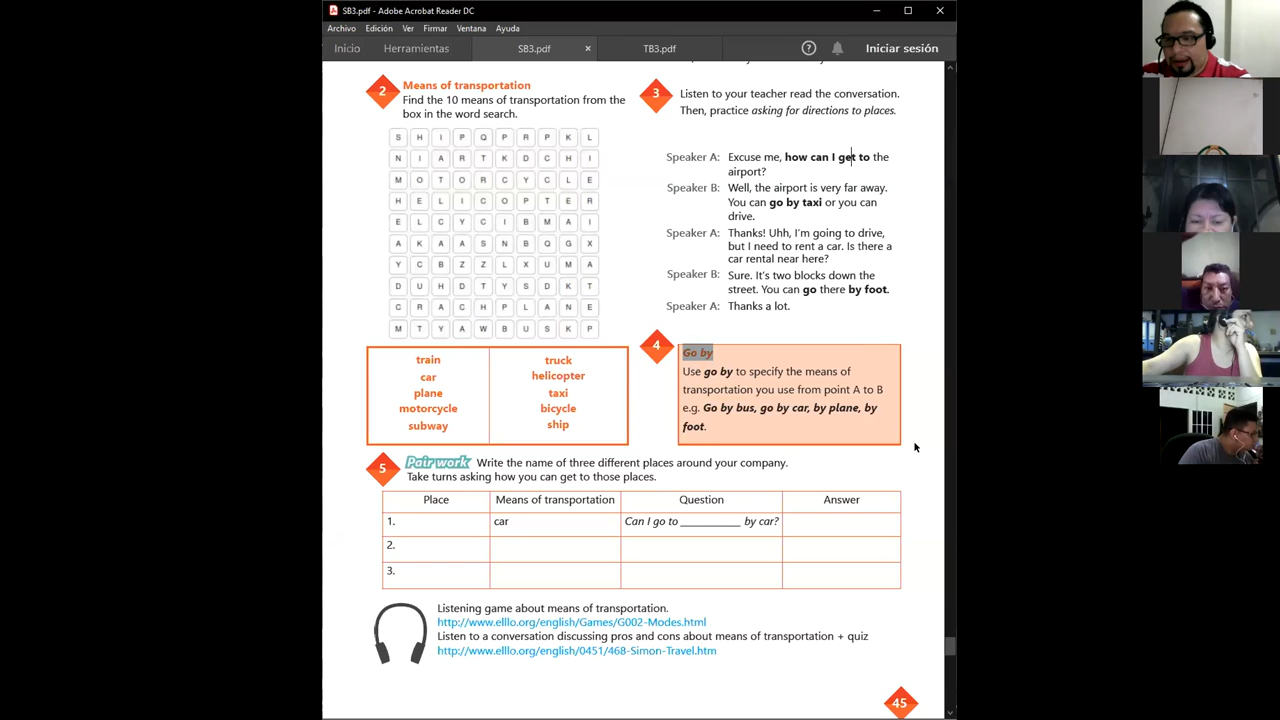 SB3.pdf - Adobe Acrobat Reader DC
Archivo Edición Ver Firmar Ventana Ayuda
Inicio Herramientas SB3.pdf × TB3.pdf ? Iniciar sesión
2
Means of transportation
Find the 10 means of transportation from the
box in the word search.
S H I P Q P R P K L
N I A R T K D C H I
M O T O R C Y C L E
H E L I C O P T E R
E L C Y C I B M A I
A K A A S N B Q G X
Y C B Z Z L X U M A
D U H D T Y S D K T
C R A C H P L A N E
M T Y A W B U S K P
train
car
plane
motorcycle
subway
truck
helicopter
taxi
bicycle
ship
3
Listen to your teacher read the conversation.
Then, practice asking for directions to places.
Speaker A: Excuse me, how can I get to the
airport?
Speaker B: Well, the airport is very far away.
You can go by taxi or you can
drive.
Speaker A: Thanks! Uhh, I'm going to drive,
but I need to rent a car. Is there a
car rental near here?
Speaker B: Sure. It's two blocks down the
street. You can go there by foot.
Speaker A: Thanks a lot.
4
Go by
Use go by to specify the means of
transportation you use from point A to B
e.g. Go by bus, go by car, by plane, by
foot.
5
Pair work Write the name of three different places around your company.
Take turns asking how you can get to those places.
Place Means of transportation Question Answer
1. car Can I go to __________ by car?
2.
3.
Listening game about means of transportation.
http://www.elllo.org/english/Games/G002-Modes.html
Listen to a conversation discussing pros and cons about means of transportation + quiz
http://www.elllo.org/english/0451/468-Simon-Travel.htm
45